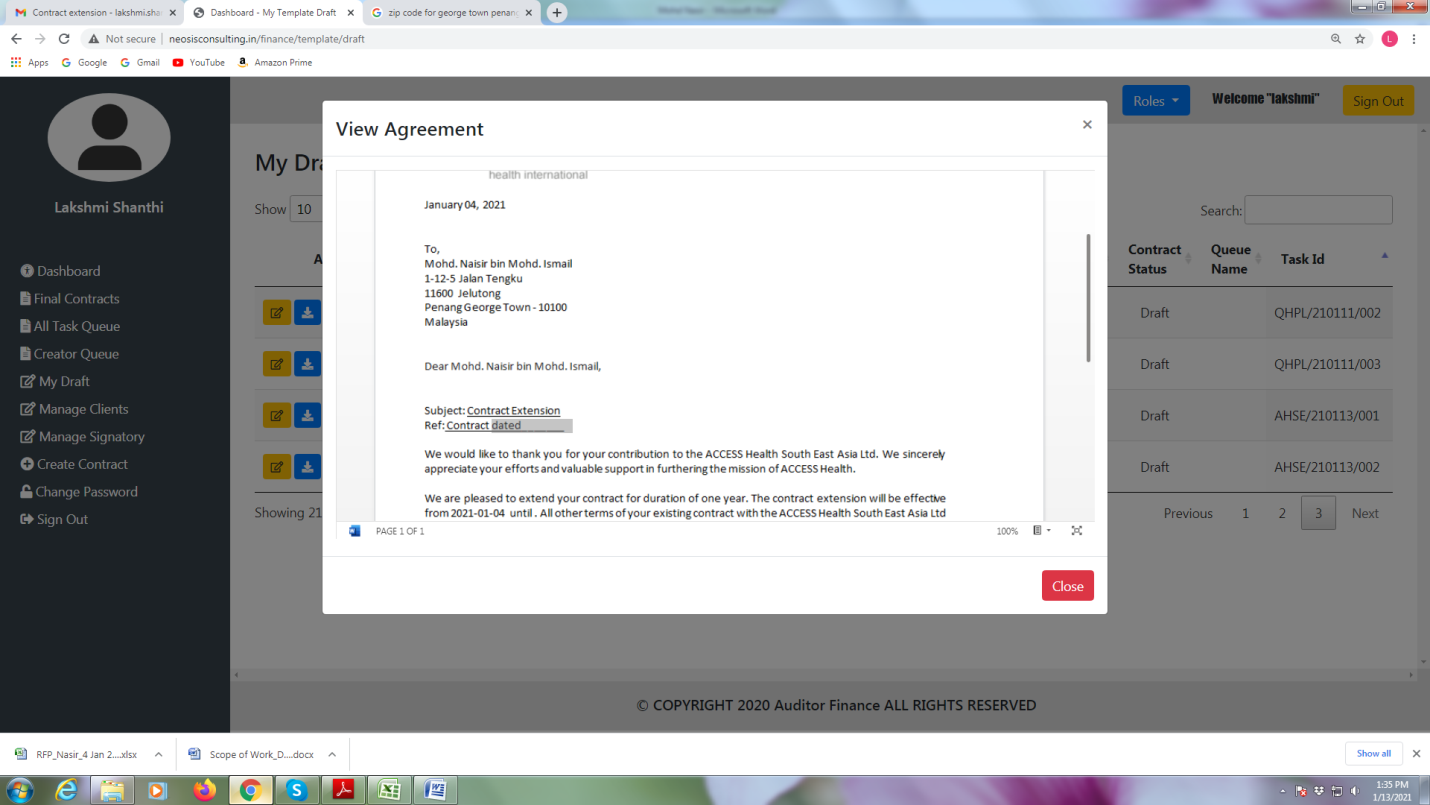 Contract extension - lakshmi.sha
Dashboard - My Template Draft
zip code for george town penang
Not secure | neosisconsulting.in/finance/template/draft
L
Apps Google Gmail YouTube Amazon Prime
Roles Welcome "lakshmi" Sign Out
Lakshmi Shanthi
Dashboard
Final Contracts
All Task Queue
Creator Queue
My Draft
Manage Clients
Manage Signatory
Create Contract
Change Password
Sign Out
My Dra
Show 10
Search:
A
Contract Status
Queue Name
Task Id
Draft QHPL/210111/002
Draft QHPL/210111/003
Draft AHSE/210113/001
Draft AHSE/210113/002
Showing 21
Previous 1 2 3 Next
View Agreement
health international
January 04, 2021
To,
Mohd. Naisir bin Mohd. Ismail
1-12-5 Jalan Tengku
11600 Jelutong
Penang George Town - 10100
Malaysia
Dear Mohd. Naisir bin Mohd. Ismail,
Subject: Contract Extension
Ref: Contract dated_______
We would like to thank you for your contribution to the ACCESS Health South East Asia Ltd. We sincerely
appreciate your efforts and valuable support in furthering the mission of ACCESS Health.
We are pleased to extend your contract for duration of one year. The contract extension will be effective
from 2021-01-04 until . All other terms of your existing contract with the ACCESS Health South East Asia Ltd
PAGE 1 OF 1
100%
Close
© COPYRIGHT 2020 Auditor Finance ALL RIGHTS RESERVED
RFP_Nasir_4 Jan 2....xlsx
Scope of Work_D....docx
Show all
1:35 PM
1/13/2021